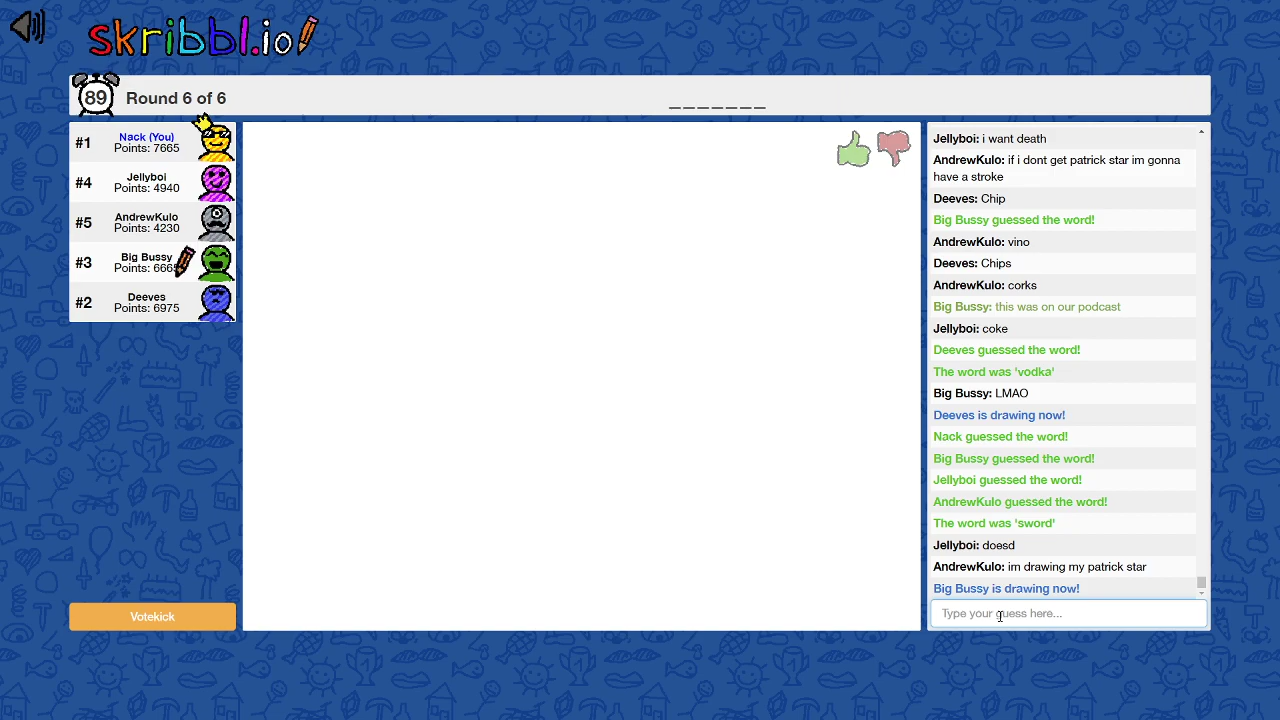 skribbl.io
89
Round 6 of 6
_ _ _ _ _ _ _
#1
Nack (You)
Points: 7665
#4
Jellyboi
Points: 4940
#5
AndrewKulo
Points: 4230
#3
Big Bussy
Points: 6665
#2
Deeves
Points: 6975
Votekick
Jellyboi: i want death
AndrewKulo: if i dont get patrick star im gonna
have a stroke
Deeves: Chip
Big Bussy guessed the word!
AndrewKulo: vino
Deeves: Chips
AndrewKulo: corks
Big Bussy: this was on our podcast
Jellyboi: coke
Deeves guessed the word!
The word was 'vodka'
Big Bussy: LMAO
Deeves is drawing now!
Nack guessed the word!
Big Bussy guessed the word!
Jellyboi guessed the word!
AndrewKulo guessed the word!
The word was 'sword'
Jellyboi: doesd
AndrewKulo: im drawing my patrick star
Big Bussy is drawing now!
Type your guess here...